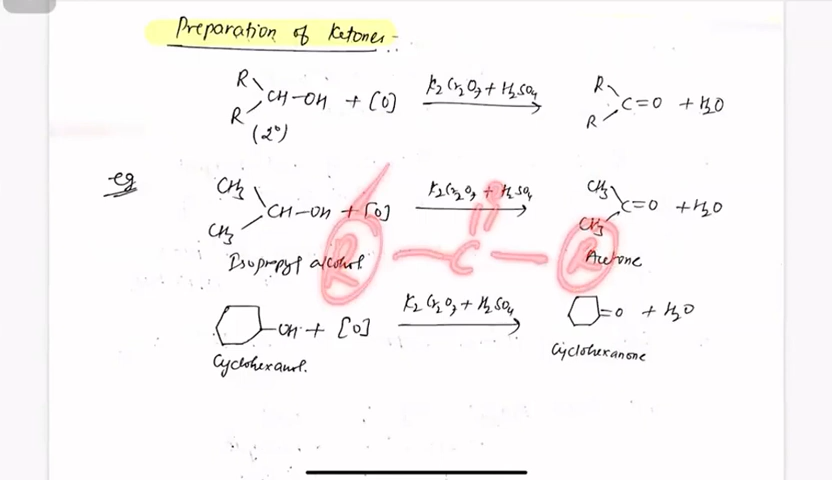 Preparation of Ketones -
R R CH-OH + [O] K2Cr2O7 + H2SO4 R R C=O + H2O
(2°)
eg CH3 CH3 CH-OH + [O] K2Cr2O7 + H2SO4 CH3 CH3 C=O + H2O
R - C - R
Isopropyl alcohol. Acetone
-OH + [O] K2Cr2O7 + H2SO4 =O + H2O
Cyclohexanol. Cyclohexanone